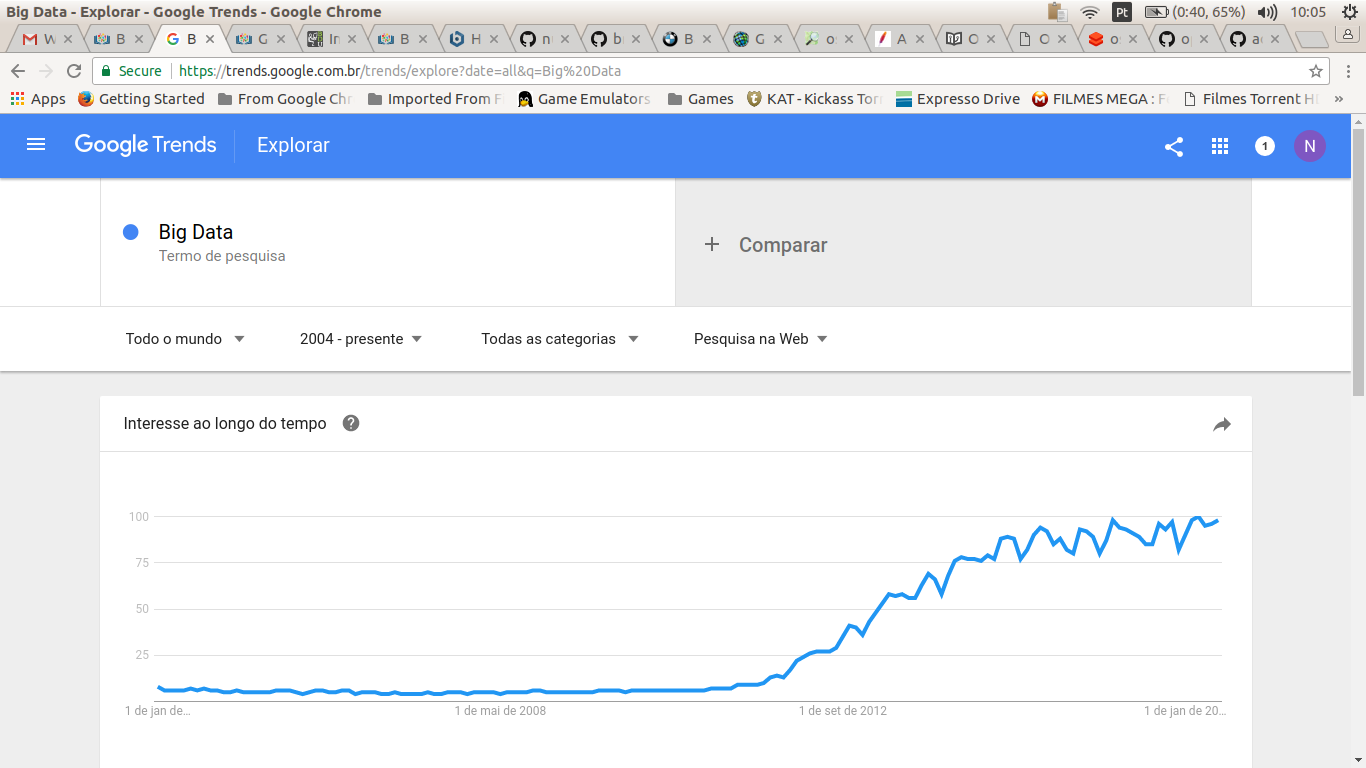 Big Data - Explorar - Google Trends - Google Chrome
Pt (0:40, 65%) 10:05
W B B G In B H n b B G o A O O o o a
Secure https://trends.google.com.br/trends/explore?date=all&q=Big%20Data
Apps Getting Started From Google Chr Imported From F Game Emulators Games KAT - Kickass Torr Expresso Drive FILMES MEGA : F Filmes Torrent H »
Google Trends Explorar 1 N
Big Data
Termo de pesquisa
+ Comparar
Todo o mundo 2004 - presente Todas as categorias Pesquisa na Web
Interesse ao longo do tempo ?
100
75
50
25
1 de jan de... 1 de mai de 2008 1 de set de 2012 1 de jan de 20...